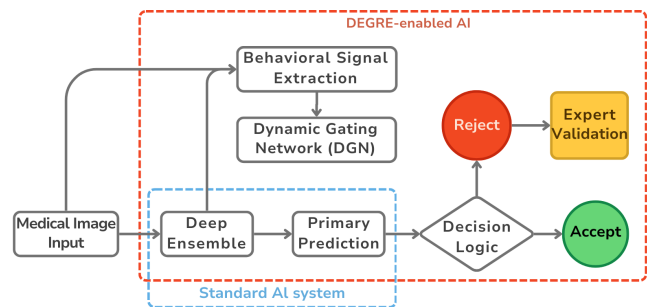 DEGRE-enabled AI
Behavioral Signal
Extraction
Dynamic Gating
Network (DGN)
Reject
Expert
Validation
Medical Image
Input
Deep
Ensemble
Primary
Prediction
Decision
Logic
Accept
Standard AI system